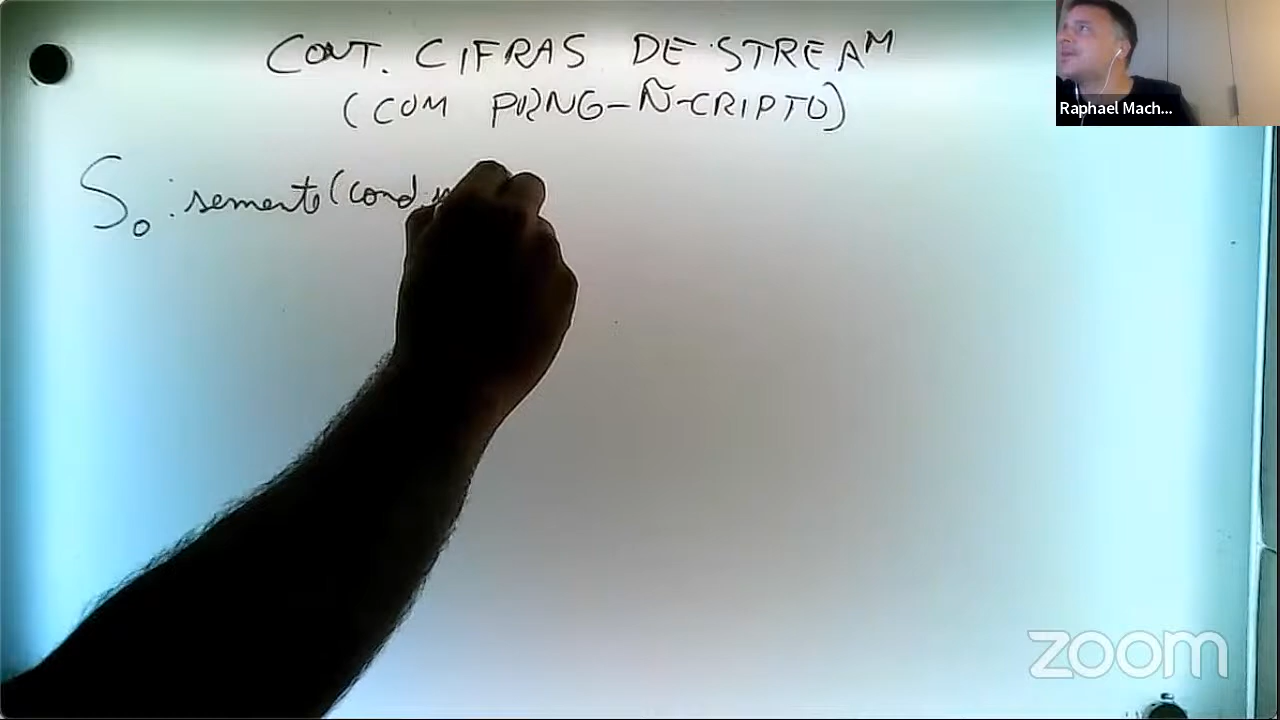 CONT. CIFRAS DE STREAM
(COM PRNG-Ñ-CRIPTO)
S₀: semente (cond.
Raphael Mach...
zoom